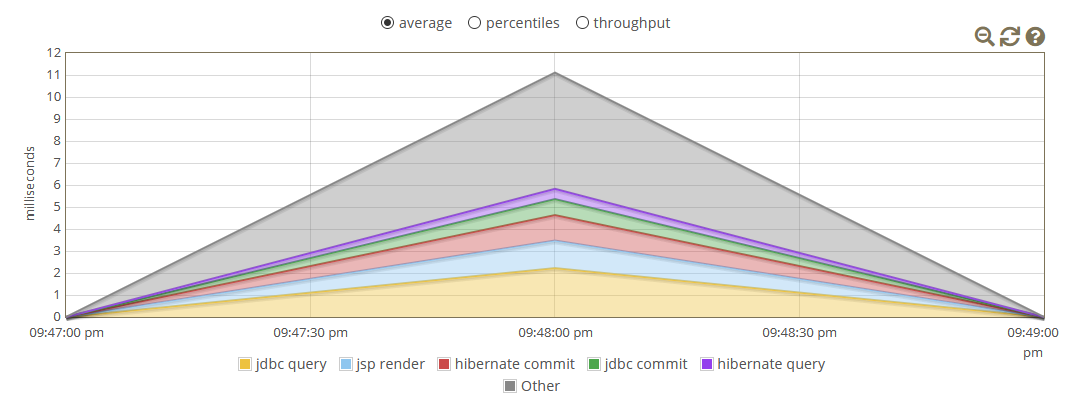 average percentiles throughput
12
11
10
9
8
7
6
5
4
3
2
1
0
milliseconds
09:47:00 pm 09:47:30 pm 09:48:00 pm 09:48:30 pm 09:49:00
pm
jdbc query jsp render hibernate commit jdbc commit hibernate query
Other